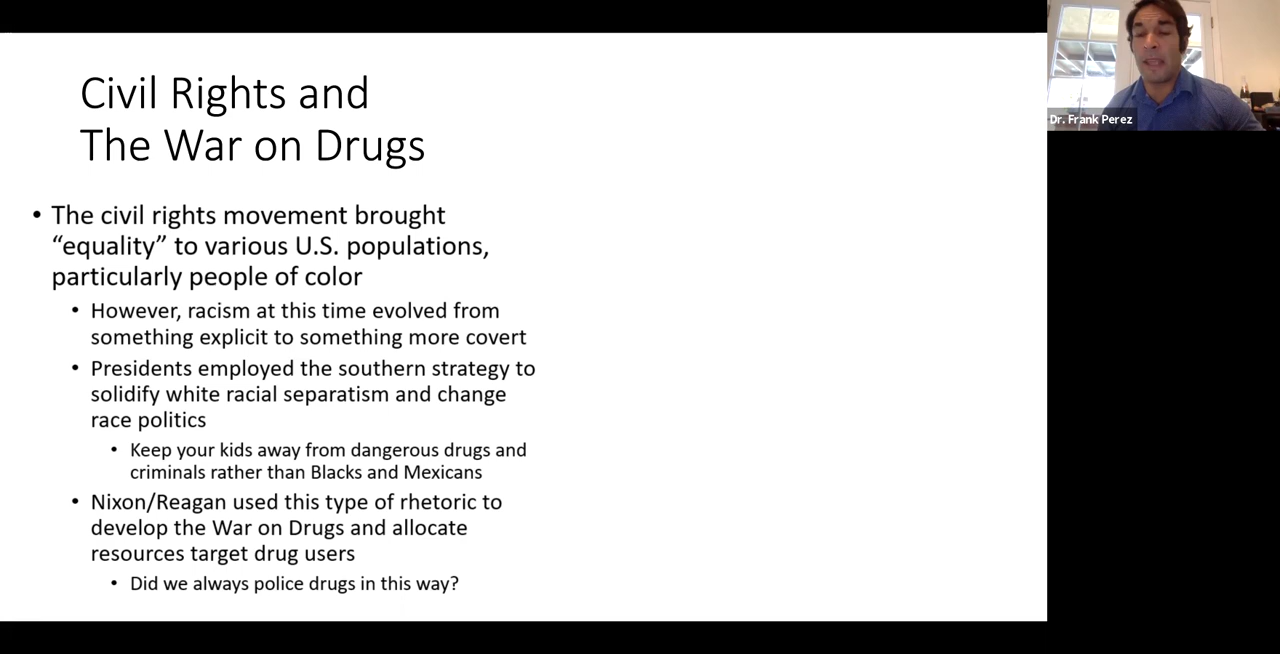 Civil Rights and
The War on Drugs
• The civil rights movement brought
“equality” to various U.S. populations,
particularly people of color
• However, racism at this time evolved from
something explicit to something more covert
• Presidents employed the southern strategy to
solidify white racial separatism and change
race politics
• Keep your kids away from dangerous drugs and
criminals rather than Blacks and Mexicans
• Nixon/Reagan used this type of rhetoric to
develop the War on Drugs and allocate
resources target drug users
• Did we always police drugs in this way?
Dr. Frank Perez